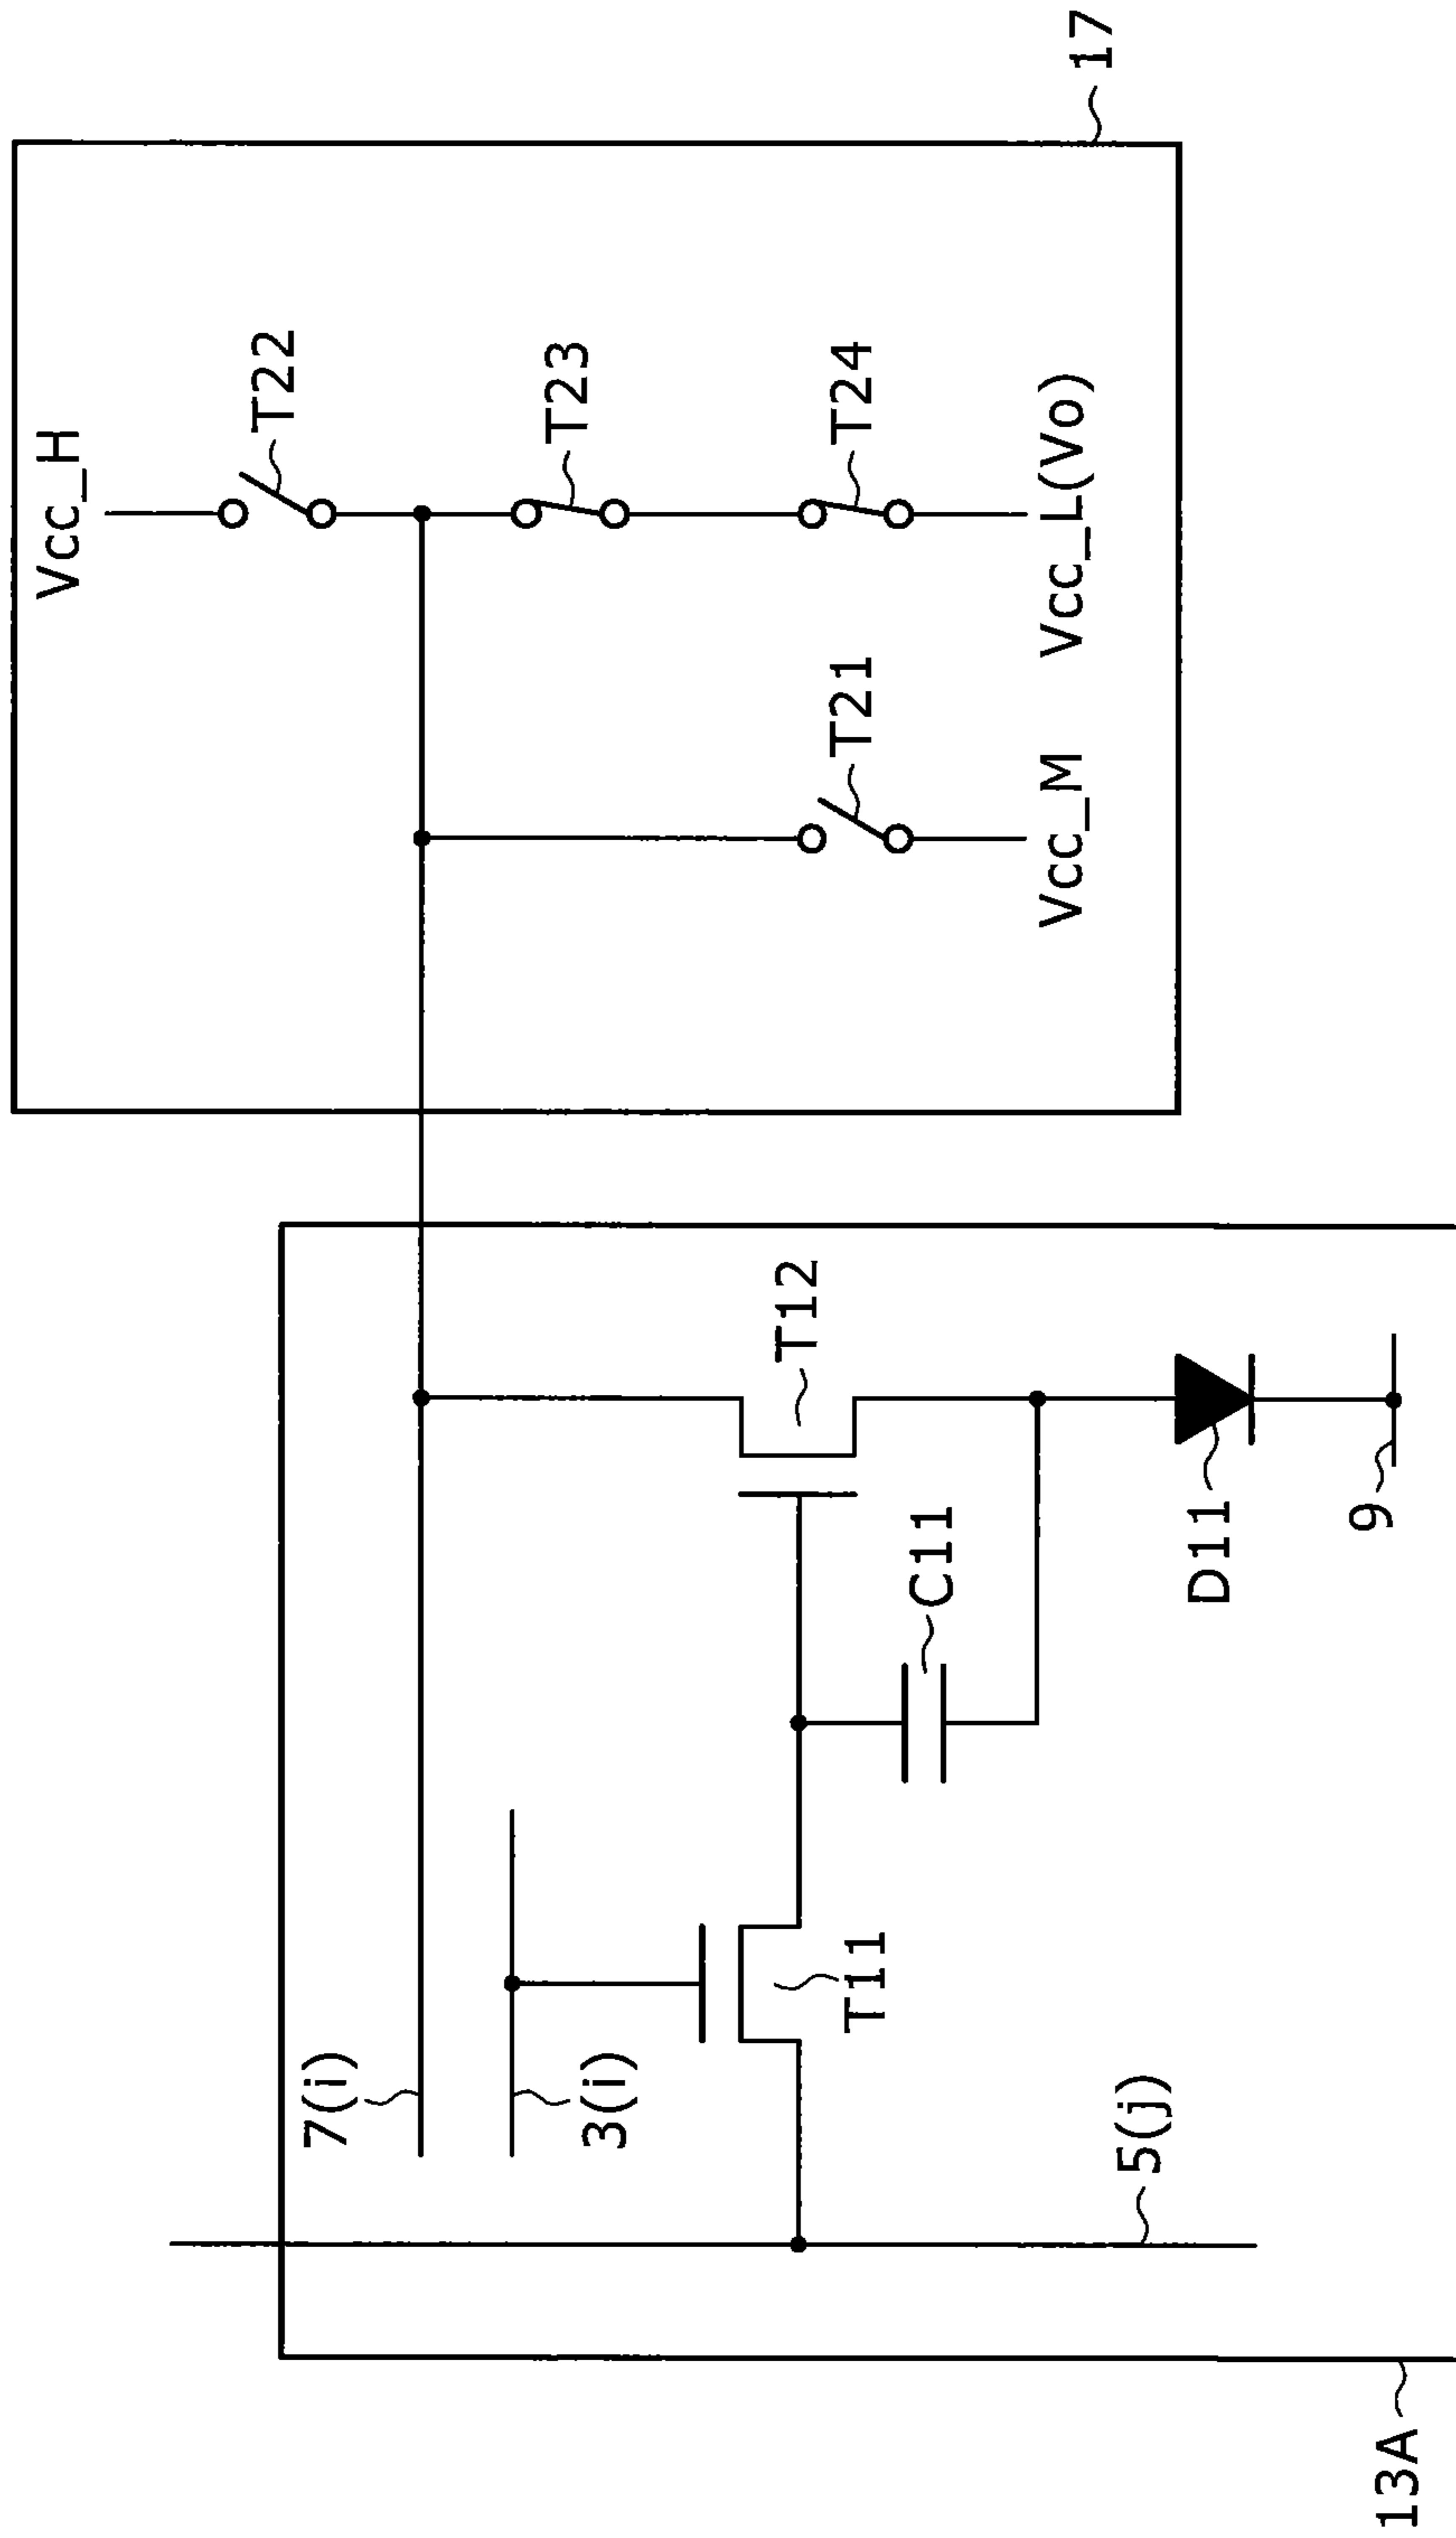 17
Vcc_H
T22
T23
T24
T21
Vcc_M
Vcc_L(Vo)
7(i)
3(i)
5(j)
T11
T12
C11
D11
9
13A